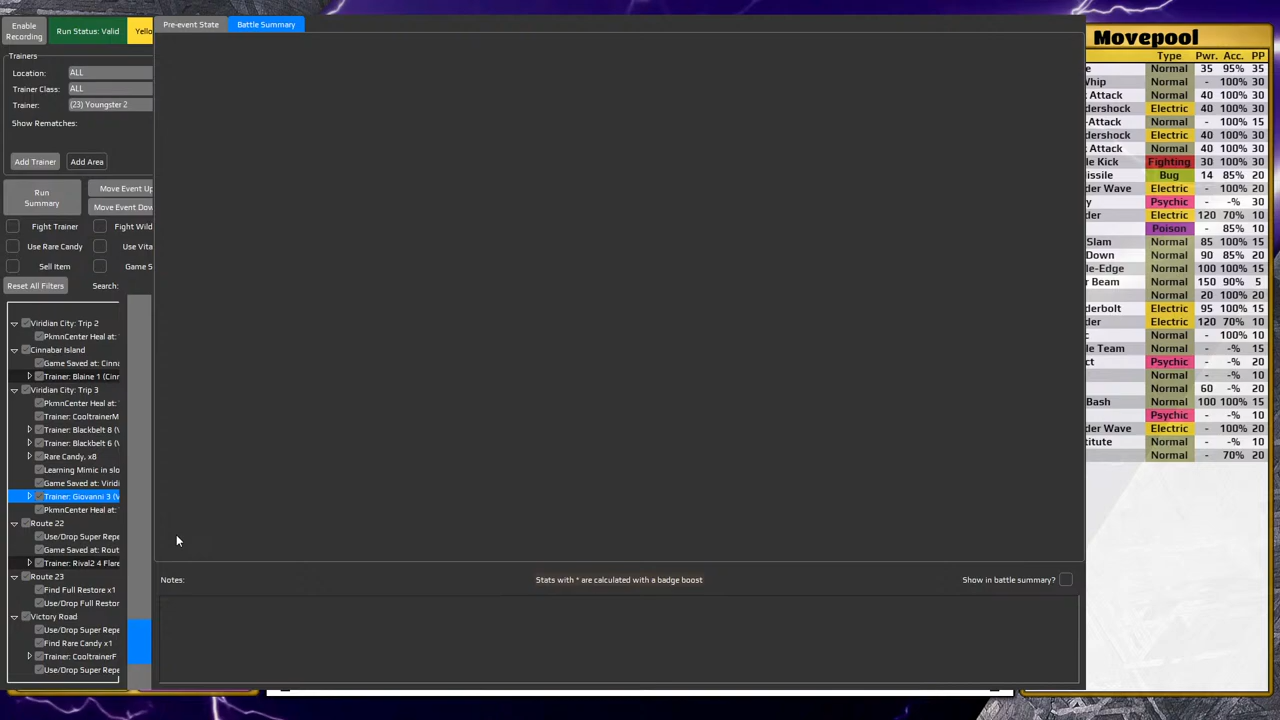 Enable
Recording
Run Status: Valid
Yello
Pre-event State
Battle Summary
Trainers
Location: ALL
Trainer Class: ALL
Trainer: (23) Youngster 2
Show Rematches:
Add Trainer
Add Area
Run
Summary
Move Event Up
Move Event Dow
Fight Trainer
Fight Wild
Use Rare Candy
Use Vita
Sell Item
Game S
Reset All Filters
Search:
Viridian City: Trip 2
PkmnCenter Heal at:
Cinnabar Island
Game Saved at: Cinn
Trainer: Blaine 1 (Cinr
Viridian City: Trip 3
PkmnCenter Heal at:
Trainer: CooltrainerM
Trainer: Blackbelt 8 (V
Trainer: Blackbelt 6 (V
Rare Candy, x8
Learning Mimic in slo
Game Saved at: Viridi
Trainer: Giovanni 3 (V
PkmnCenter Heal at:
Route 22
Use/Drop Super Repe
Game Saved at: Rout
Trainer: Rival2 4 Flare
Route 23
Find Full Restore x1
Use/Drop Full Restor
Victory Road
Use/Drop Super Repe
Find Rare Candy x1
Trainer: CooltrainerF
Use/Drop Super Repe
Notes:
Stats with * are calculated with a badge boost
Show in battle summary?
Movepool
Type Pwr. Acc. PP
e Normal 35 95% 35
Whip Normal - 100% 30
k Attack Normal 40 100% 30
dershock Electric 40 100% 30
-Attack Normal - 100% 15
dershock Electric 40 100% 30
k Attack Normal 40 100% 30
le Kick Fighting 30 100% 30
issile Bug 14 85% 20
der Wave Electric - 100% 20
y Psychic - -% 30
der Electric 120 70% 10
Poison - 85% 10
Slam Normal 85 100% 15
Down Normal 90 85% 20
le-Edge Normal 100 100% 15
r Beam Normal 150 90% 5
Normal 20 100% 20
derbolt Electric 95 100% 15
der Electric 120 70% 10
c Normal - 100% 10
le Team Normal - -% 15
ct Psychic - -% 20
Normal - -% 10
Normal 60 -% 20
Bash Normal 100 100% 15
Psychic - -% 10
der Wave Electric - 100% 20
titute Normal - -% 10
Normal - 70% 20